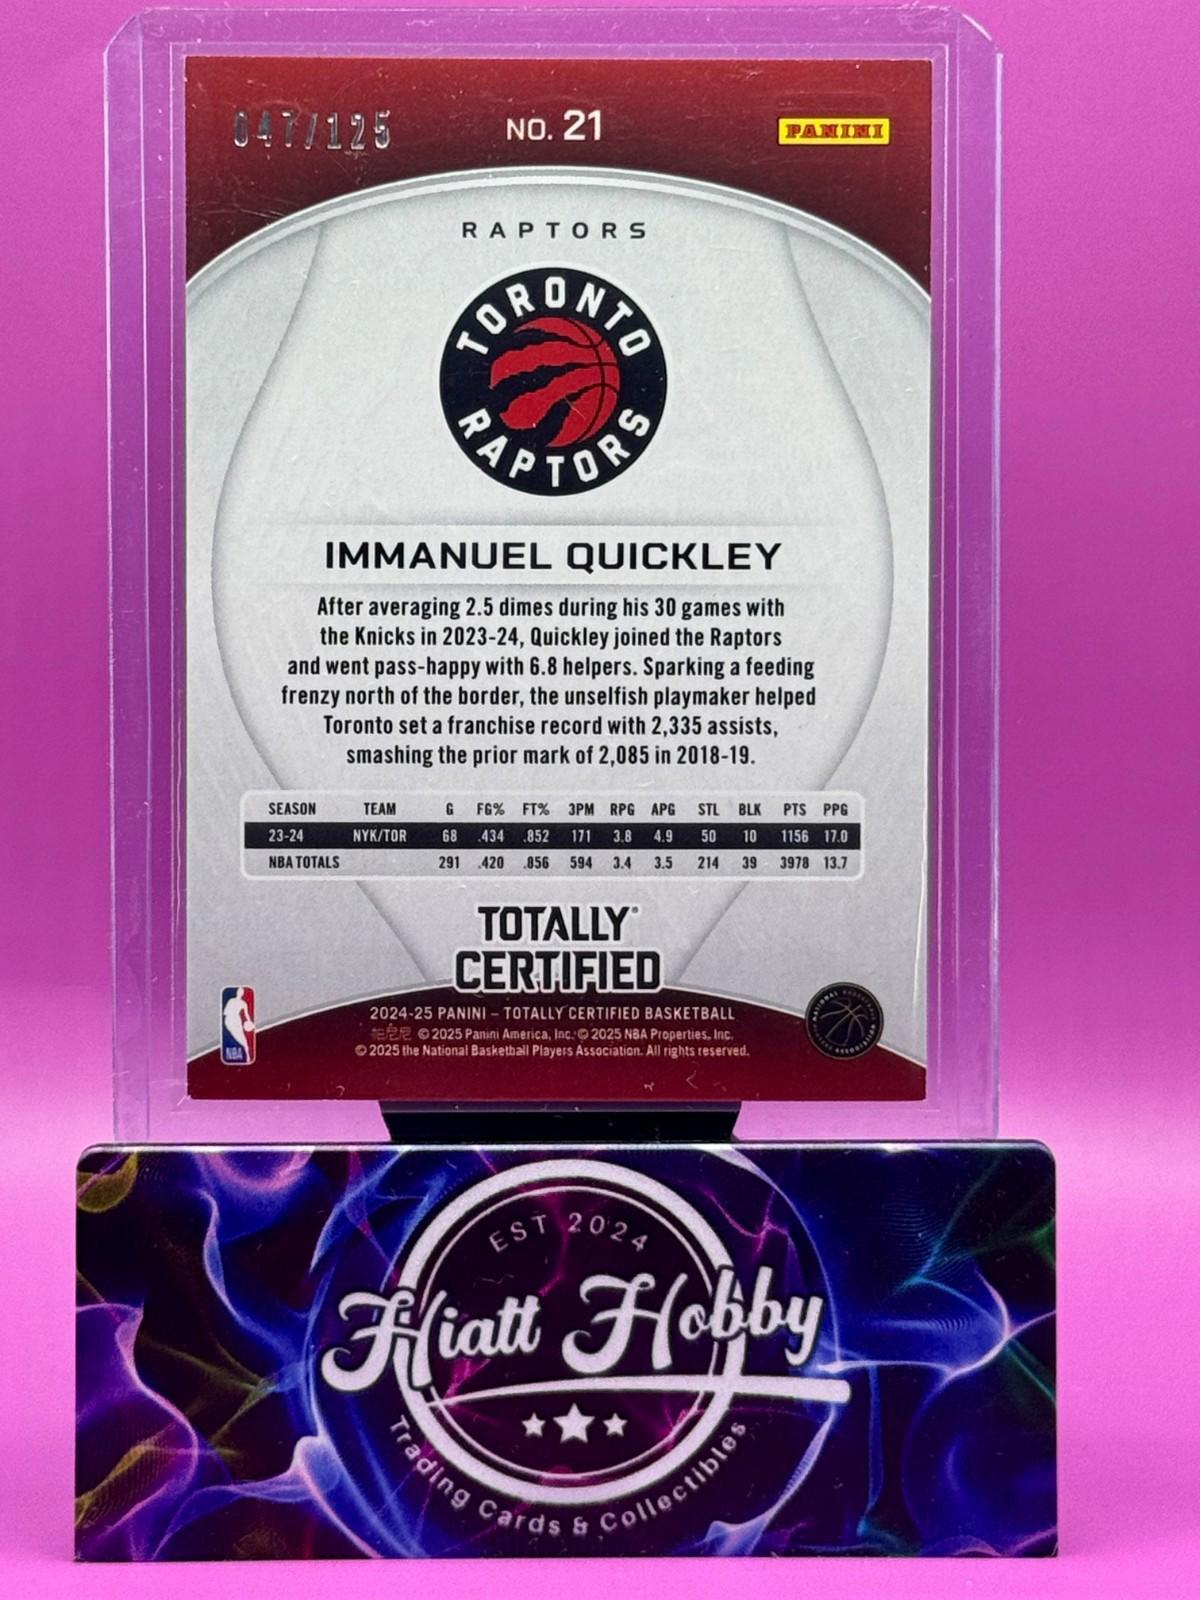 047/125
NO. 21
PANINI
RAPTORS
TORONTO
RAPTORS
IMMANUEL QUICKLEY
After averaging 2.5 dimes during his 30 games with
the Knicks in 2023-24, Quickley joined the Raptors
and went pass-happy with 6.8 helpers. Sparking a feeding
frenzy north of the border, the unselfish playmaker helped
Toronto set a franchise record with 2,335 assists,
smashing the prior mark of 2,085 in 2018-19.
SEASON TEAM G FG% FT% 3PM RPG APG STL BLK PTS PPG
23-24 NYK/TOR 68 .434 .852 171 3.8 4.9 50 10 1156 17.0
NBA TOTALS 291 .420 .856 594 3.4 3.5 214 39 3978 13.7
TOTALLY
CERTIFIED
2024-25 PANINI – TOTALLY CERTIFIED BASKETBALL
帕尼尼 © 2025 Panini America, Inc. © 2025 NBA Properties, Inc.
© 2025 the National Basketball Players Association. All rights reserved.
NBA
NATIONAL BASKETBALL
PLAYERS ASSOCIATION
EST 2024
Hiatt Hobby
Trading Cards & Collectibles